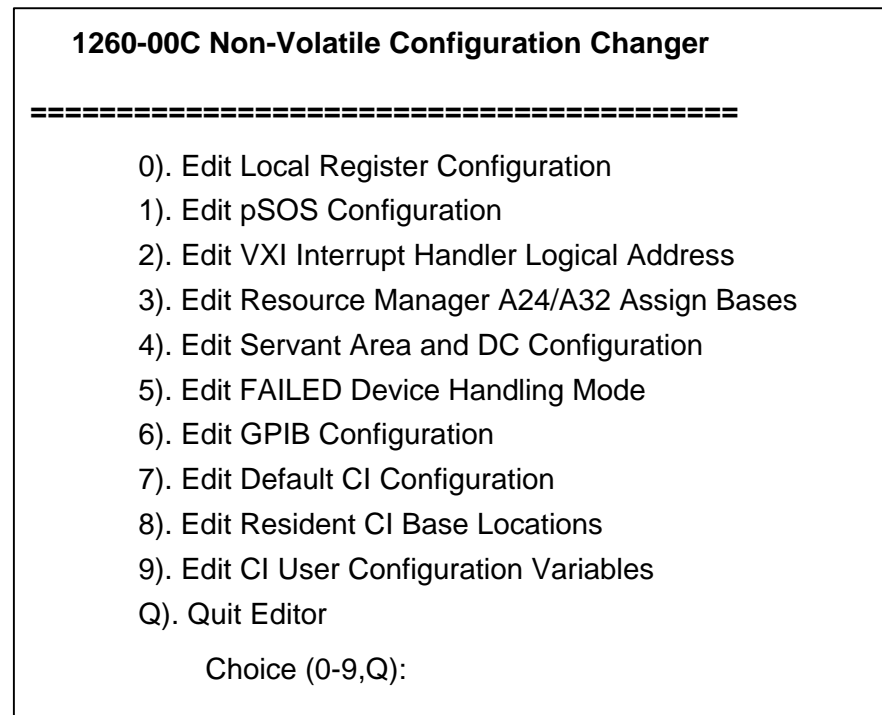 1260-00C Non-Volatile Configuration Changer
=========================================
0). Edit Local Register Configuration
1). Edit pSOS Configuration
2). Edit VXI Interrupt Handler Logical Address
3). Edit Resource Manager A24/A32 Assign Bases
4). Edit Servant Area and DC Configuration
5). Edit FAILED Device Handling Mode
6). Edit GPIB Configuration
7). Edit Default CI Configuration
8). Edit Resident CI Base Locations
9). Edit CI User Configuration Variables
Q). Quit Editor
Choice (0-9,Q):